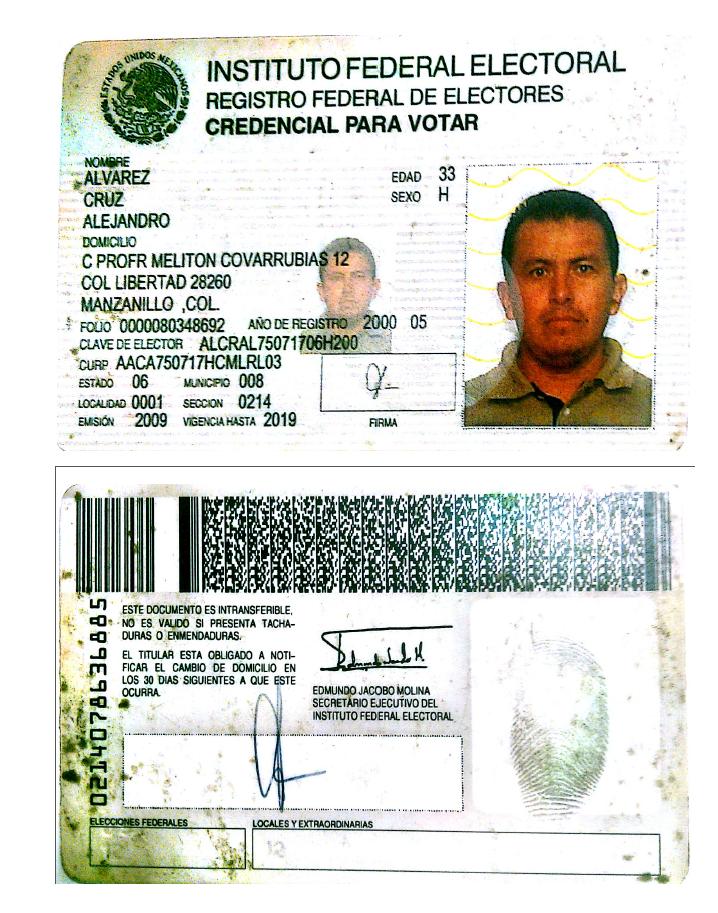 ESTADOS UNIDOS MEXICANOS
INSTITUTO FEDERAL ELECTORAL
REGISTRO FEDERAL DE ELECTORES
CREDENCIAL PARA VOTAR
NOMBRE
ALVAREZ
CRUZ
ALEJANDRO
EDAD 33
SEXO H
DOMICILIO
C PROFR MELITON COVARRUBIAS 12
COL LIBERTAD 28260
MANZANILLO ,COL.
FOLIO 0000080348692 AÑO DE REGISTRO 2000 05
CLAVE DE ELECTOR ALCRAL75071706H200
CURP AACA750717HCMLRL03
ESTADO 06 MUNICIPIO 008
LOCALIDAD 0001 SECCION 0214
EMISIÓN 2009 VIGENCIA HASTA 2019
FIRMA
0214078636885
ESTE DOCUMENTO ES INTRANSFERIBLE,
NO ES VALIDO SI PRESENTA TACHA-
DURAS O ENMENDADURAS.
EL TITULAR ESTA OBLIGADO A NOTI-
FICAR EL CAMBIO DE DOMICILIO EN
LOS 30 DIAS SIGUIENTES A QUE ESTE
OCURRA.
EDMUNDO JACOBO MOLINA
SECRETARIO EJECUTIVO DEL
INSTITUTO FEDERAL ELECTORAL
ELECCIONES FEDERALES
LOCALES Y EXTRAORDINARIAS
12